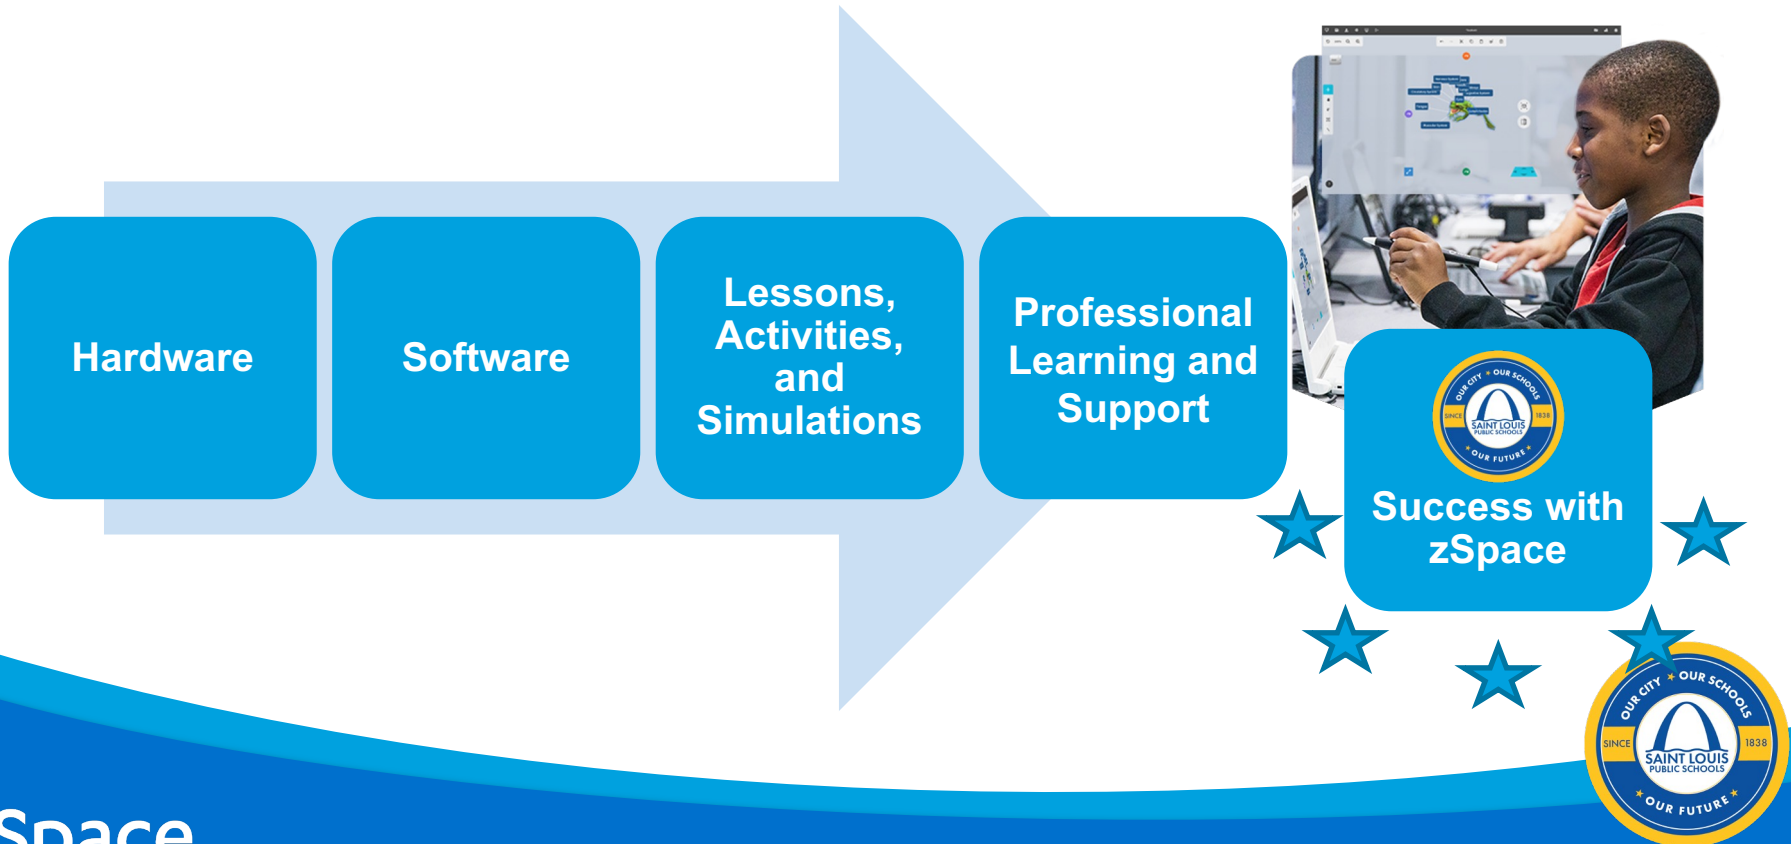 Hardware
Software
Lessons,
Activities,
and
Simulations
Professional
Learning and
Support
OUR CITY ★ OUR SCHOOLS
SINCE 1838
SAINT LOUIS
PUBLIC SCHOOLS
★ OUR FUTURE ★
Success with
zSpace
OUR CITY ★ OUR SCHOOLS
SINCE 1838
SAINT LOUIS
PUBLIC SCHOOLS
★ OUR FUTURE ★
Space